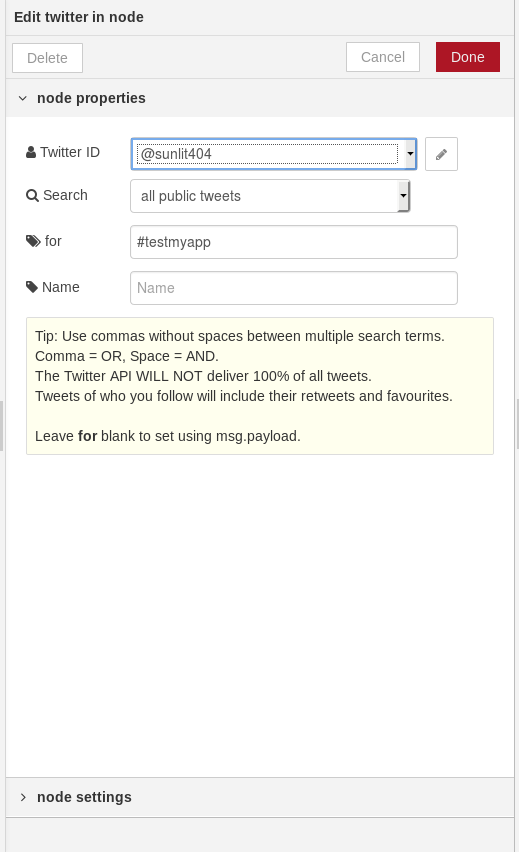 Edit twitter in node
Delete
Cancel
Done
node properties
Twitter ID
@sunlit404
Search
all public tweets
for
#testmyapp
Name
Name
Tip: Use commas without spaces between multiple search terms.
Comma = OR, Space = AND.
The Twitter API WILL NOT deliver 100% of all tweets.
Tweets of who you follow will include their retweets and favourites.
Leave for blank to set using msg.payload.
node settings